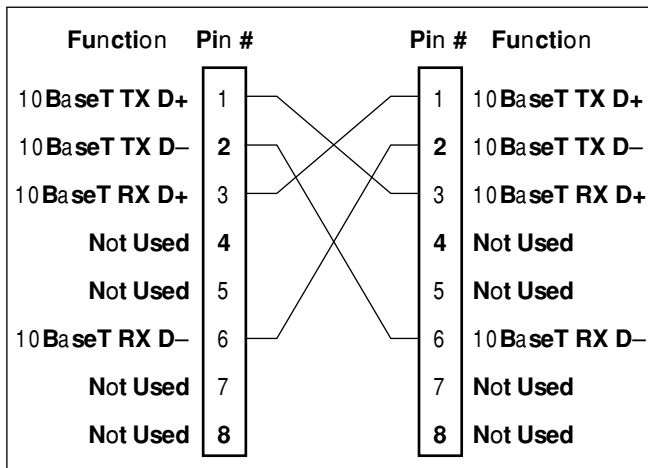 Function Pin # Pin # Function
10BaseT TX D+ 1 1 10BaseT TX D+
10BaseT TX D– 2 2 10BaseT TX D–
10BaseT RX D+ 3 3 10BaseT RX D+
Not Used 4 4 Not Used
Not Used 5 5 Not Used
10BaseT RX D– 6 6 10BaseT RX D–
Not Used 7 7 Not Used
Not Used 8 8 Not Used